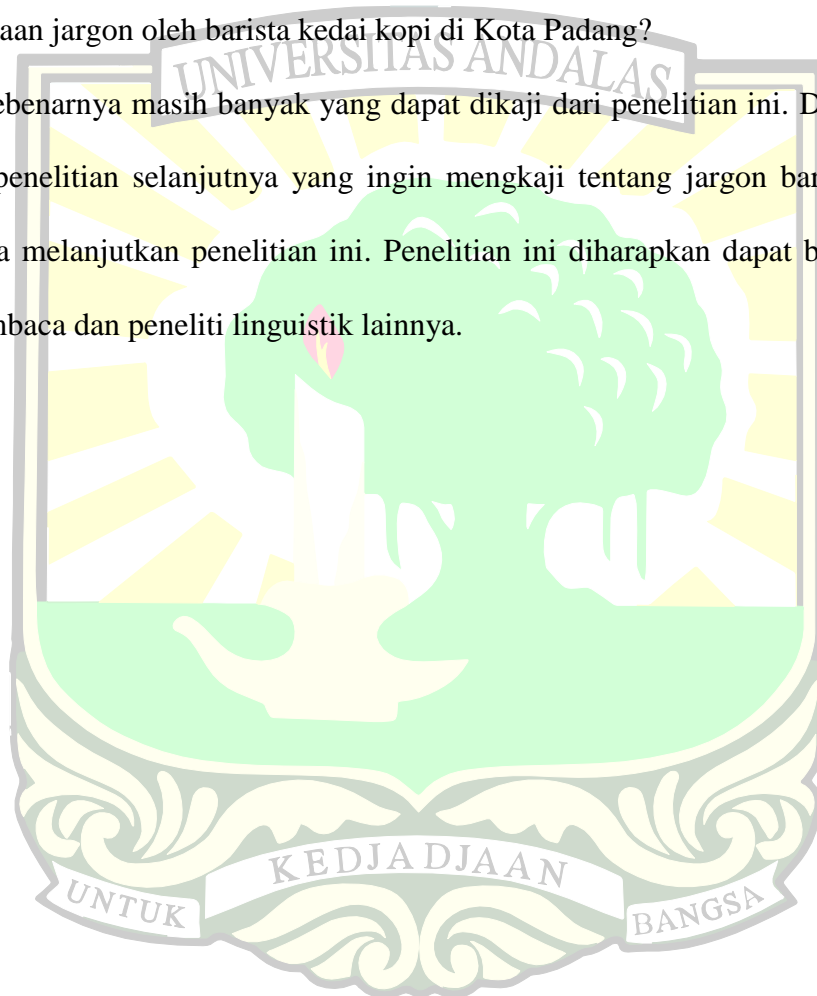 aan jargon oleh barista kedai kopi di Kota Padang?
UNIVERSITAS ANDALAS
ebenarnya masih banyak yang dapat dikaji dari penelitian ini. D
penelitian selanjutnya yang ingin mengkaji tentang jargon bar
a melanjutkan penelitian ini. Penelitian ini diharapkan dapat b
nbaca dan peneliti linguistik lainnya.
KEDJADJAAN
UNTUK
BANGSA